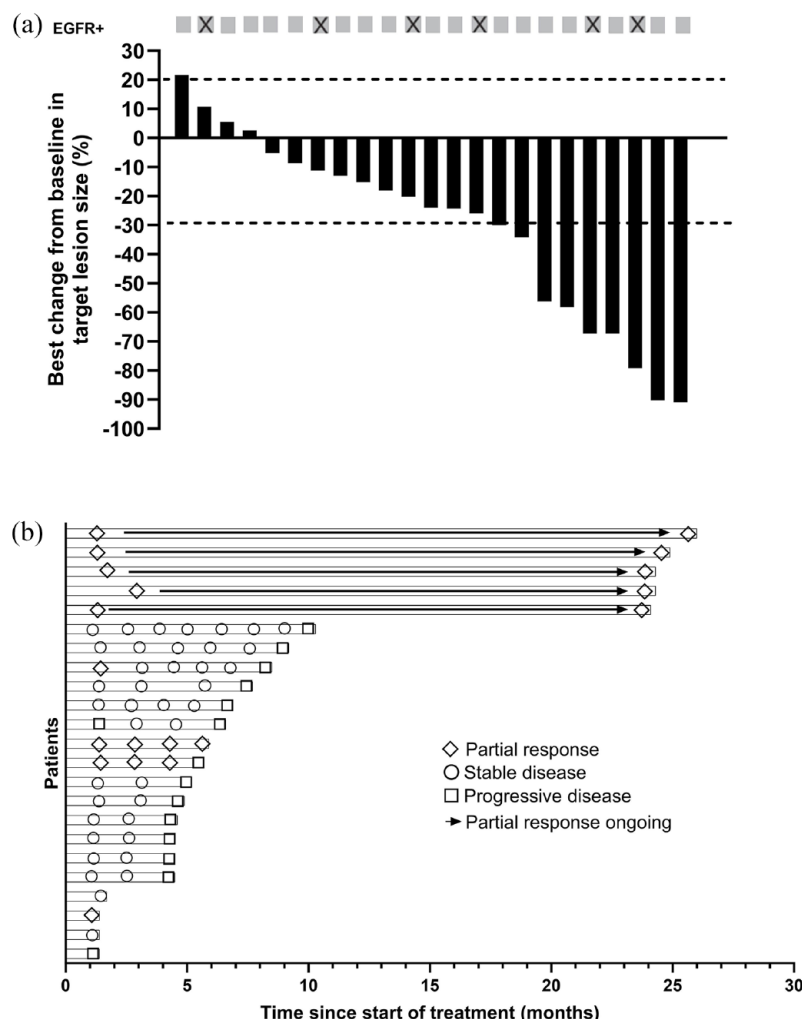 (a) EGFR+
X X X X X X
30
20
10
0
-10
-20
-30
-40
-50
-60
-70
-80
-90
-100
Best change from baseline in
target lesion size (%)
(b)
Patients
Partial response
Stable disease
Progressive disease
Partial response ongoing
0 5 10 15 20 25 30
Time since start of treatment (months)